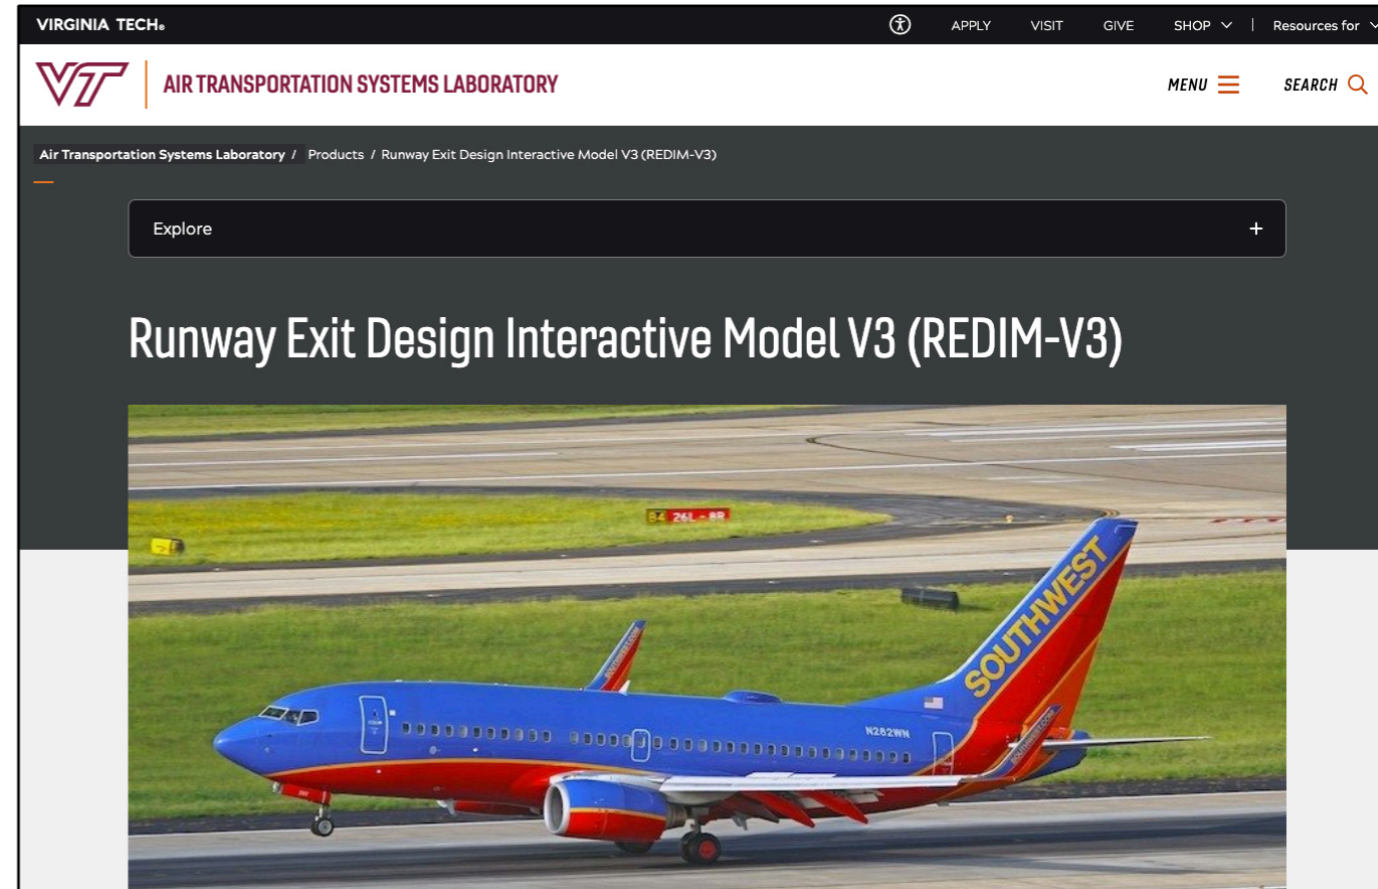 VIRGINIA TECH®
APPLY VISIT GIVE SHOP Resources for
VT
AIR TRANSPORTATION SYSTEMS LABORATORY
MENU
SEARCH
Air Transportation Systems Laboratory / Products / Runway Exit Design Interactive Model V3 (REDIM-V3)
Explore +
Runway Exit Design Interactive Model V3 (REDIM-V3)
B4 26L-8R
SOUTHWEST
N282WN